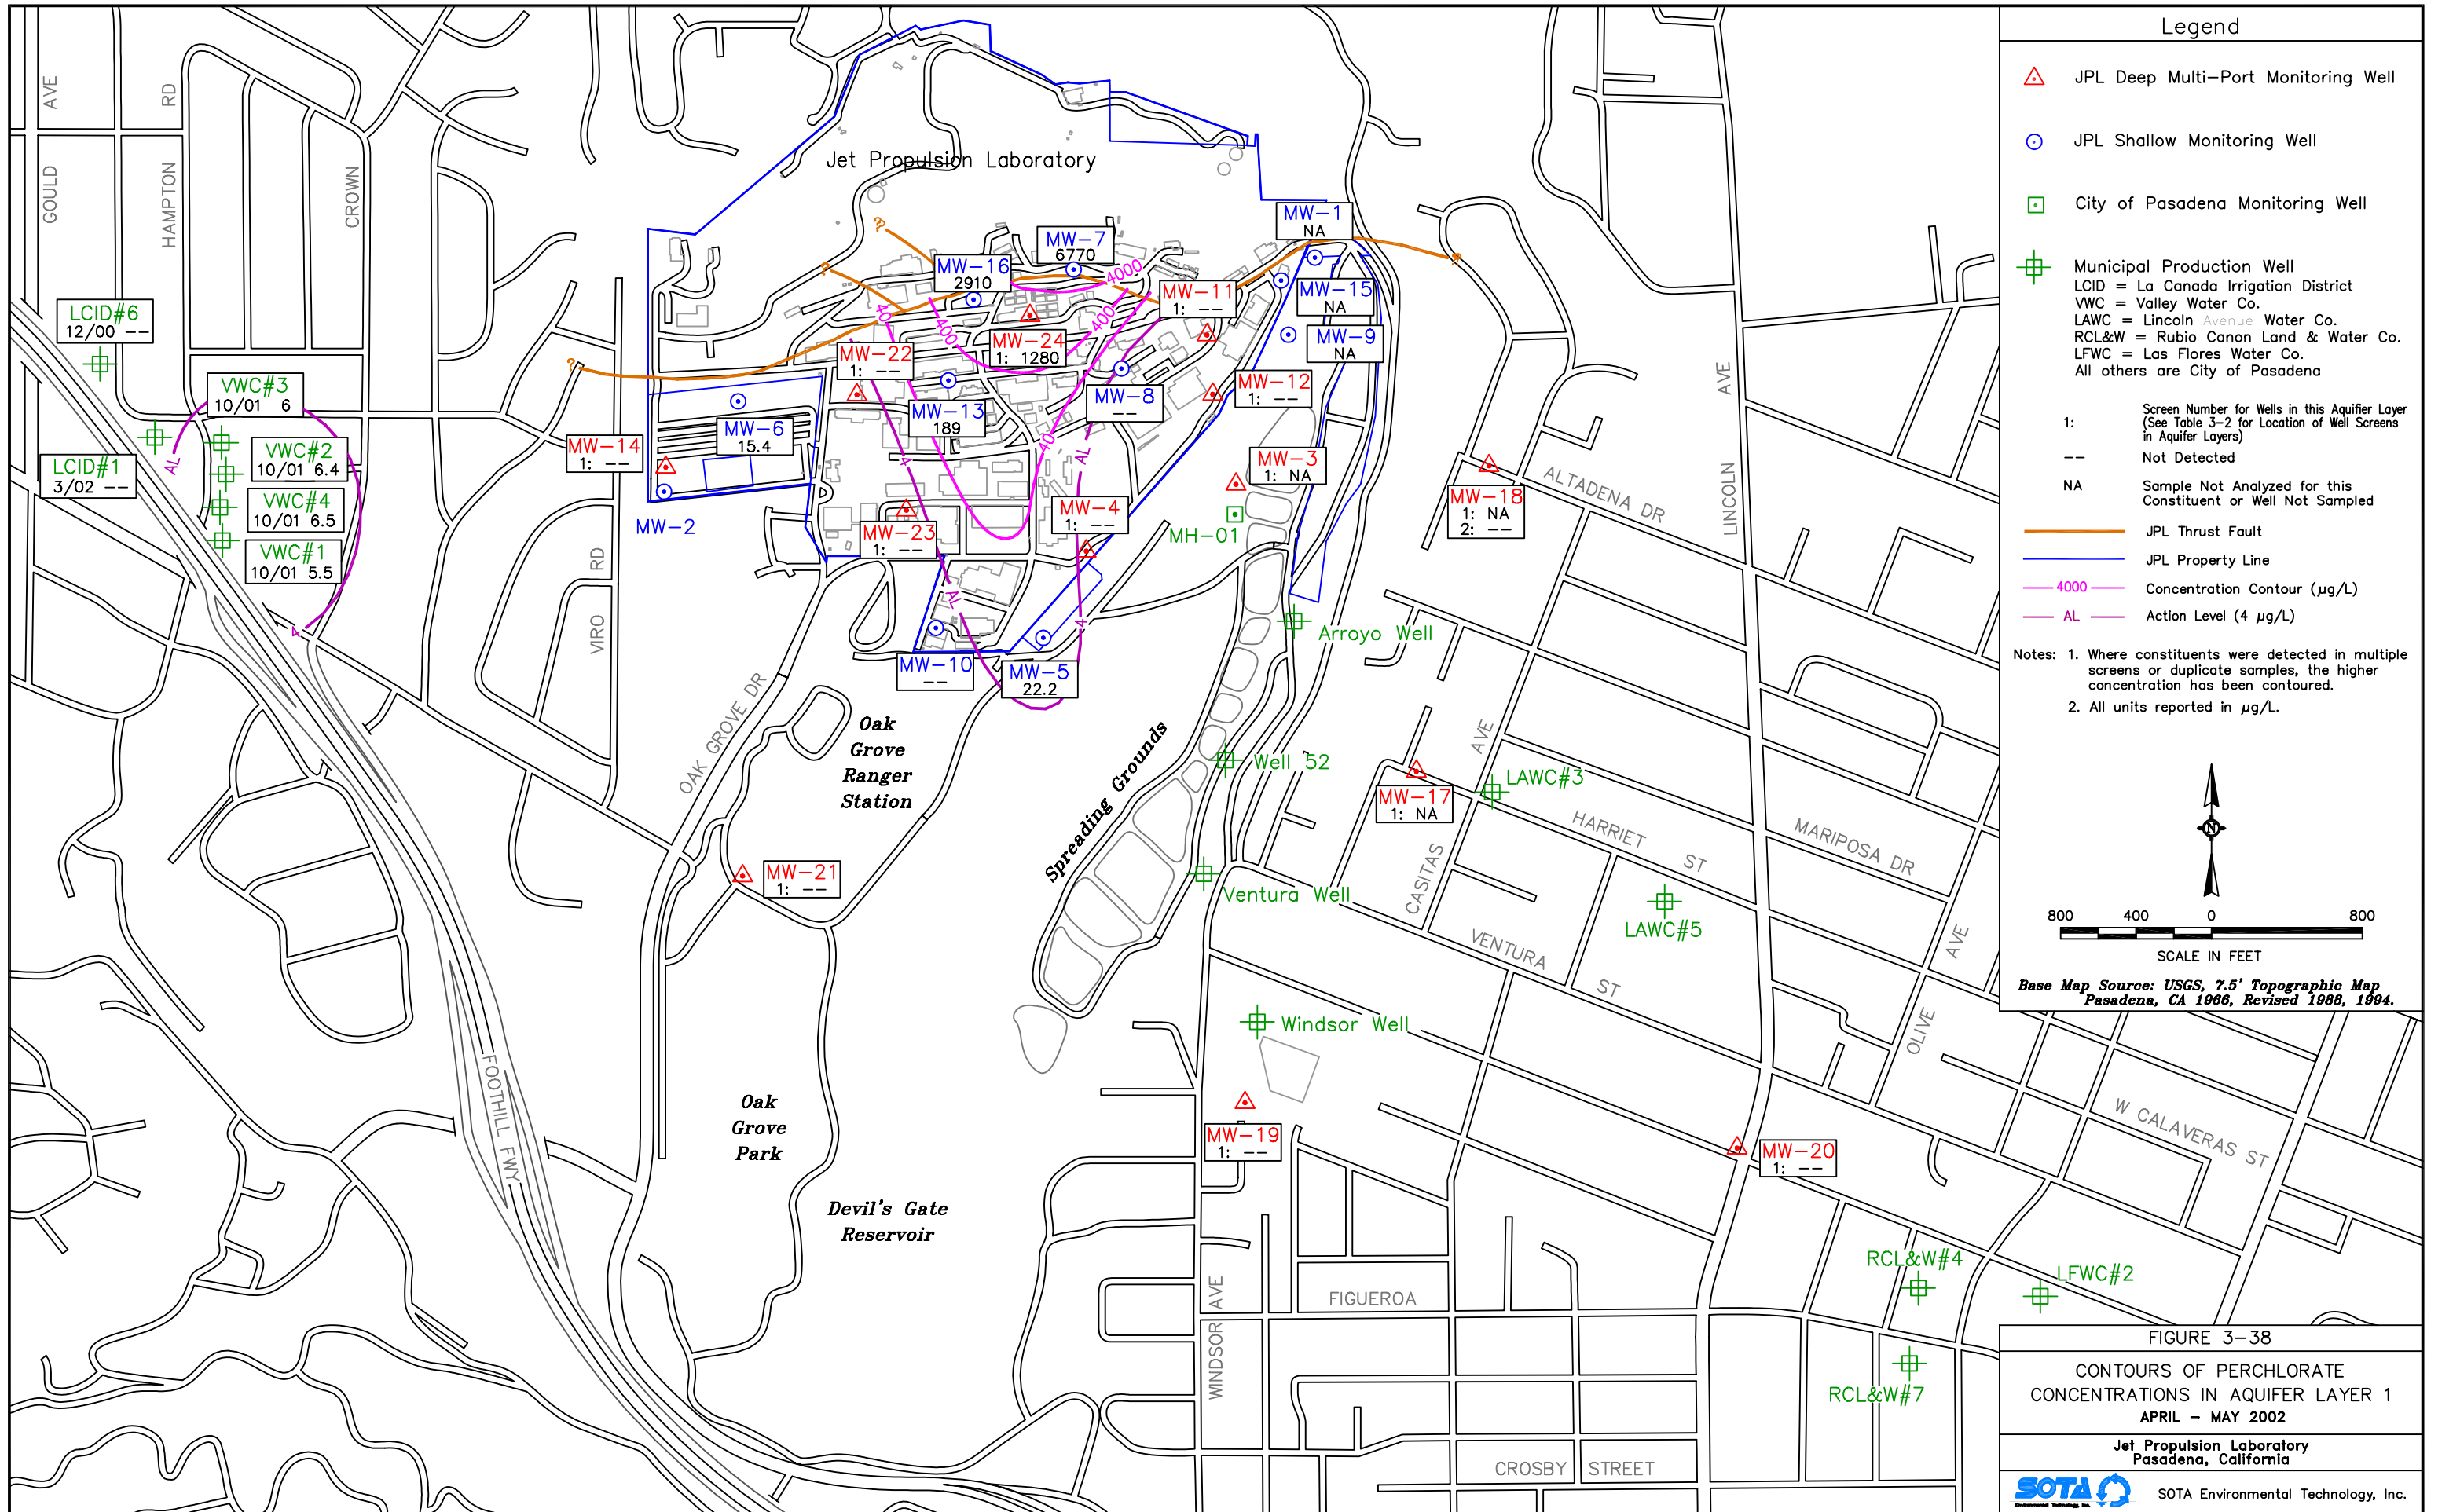 Jet Propulsion Laboratory
GOULD
AVE
HAMPTON
RD
CROWN
LCID#6
12/00 --
VWC#3
10/01 6
VWC#2
10/01 6.4
VWC#4
10/01 6.5
VWC#1
10/01 5.5
LCID#1
3/02 --
AL
4
VIRO
RD
MW-14
1: --
MW-2
MW-6
15.4
?
?
??
MW-16
2910
MW-7
6770
MW-1
NA
MW-15
NA
MW-9
NA
MW-11
1: --
MW-24
1: 1280
MW-22
1: --
MW-13
189
MW-8
--
MW-12
1: --
MW-3
1: NA
MW-4
1: --
MW-23
1: --
MW-10
--
MW-5
22.2
4000
400
400
40
40
4
AL
AL
4
MH-01
MW-18
1: NA
2: --
ALTADENA DR
LINCOLN
AVE
Arroyo Well
Well 52
Ventura Well
Windsor Well
Spreading Grounds
OAK GROVE DR
Oak
Grove
Ranger
Station
MW-21
1: --
MW-17
1: NA
LAWC#3
LAWC#5
CASITAS
AVE
HARRIET ST
MARIPOSA DR
VENTURA ST
OLIVE
AVE
W CALAVERAS ST
FOOTHILL FWY
Oak
Grove
Park
Devil's Gate
Reservoir
MW-19
1: --
MW-20
1: --
RCL&W#4
LFWC#2
RCL&W#7
WINDSOR AVE
FIGUEROA
CROSBY STREET
Legend
JPL Deep Multi-Port Monitoring Well
JPL Shallow Monitoring Well
City of Pasadena Monitoring Well
Municipal Production Well
LCID = La Canada Irrigation District
VWC = Valley Water Co.
LAWC = Lincoln Avenue Water Co.
RCL&W = Rubio Canon Land & Water Co.
LFWC = Las Flores Water Co.
All others are City of Pasadena
1: Screen Number for Wells in this Aquifier Layer
(See Table 3-2 for Location of Well Screens
in Aquifer Layers)
-- Not Detected
NA Sample Not Analyzed for this
Constituent or Well Not Sampled
JPL Thrust Fault
JPL Property Line
4000 Concentration Contour (µg/L)
AL Action Level (4 µg/L)
Notes: 1. Where constituents were detected in multiple
screens or duplicate samples, the higher
concentration has been contoured.
2. All units reported in µg/L.
N
800 400 0 800
SCALE IN FEET
Base Map Source: USGS, 7.5' Topographic Map
Pasadena, CA 1966, Revised 1988, 1994.
FIGURE 3-38
CONTOURS OF PERCHLORATE
CONCENTRATIONS IN AQUIFER LAYER 1
APRIL - MAY 2002
Jet Propulsion Laboratory
Pasadena, California
SOTA
Environmental Technology, Inc.
SOTA Environmental Technology, Inc.